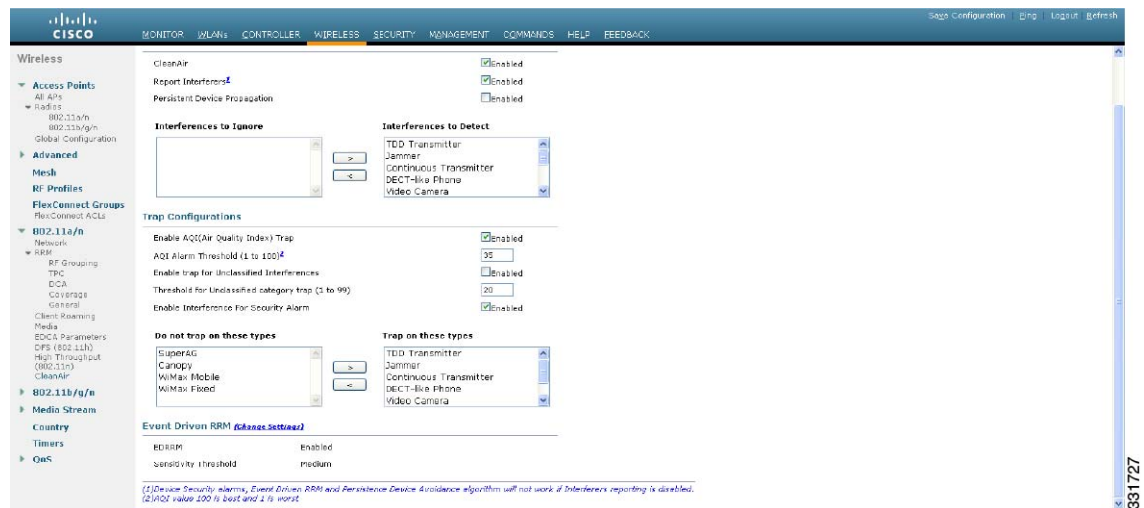 Save Configuration | Ping | Logout | Refresh
CISCO
MONITOR WLANs CONTROLLER WIRELESS SECURITY MANAGEMENT COMMANDS HELP FEEDBACK
Wireless
Access Points
All APs
Radios
802.11a/n
802.11b/g/n
Global Configuration
Advanced
Mesh
RF Profiles
FlexConnect Groups
FlexConnect ACLs
802.11a/n
Network
RRM
RF Grouping
TPC
DCA
Coverage
General
Client Roaming
Media
EDCA Parameters
DFS (802.11h)
High Throughput
(802.11n)
CleanAir
802.11b/g/n
Media Stream
Country
Timers
QoS
CleanAir Enabled
Report Interferers1 Enabled
Persistent Device Propagation Enabled
Interferences to Ignore Interferences to Detect
> <
TDD Transmitter
Jammer
Continuous Transmitter
DECT-like Phone
Video Camera
Trap Configurations
Enable AQI(Air Quality Index) Trap Enabled
AQI Alarm Threshold (1 to 100)2 35
Enable trap for Unclassified Interferences Enabled
Threshold for Unclassified category trap (1 to 99) 20
Enable Interference For Security Alarm Enabled
Do not trap on these types Trap on these types
SuperAG
Canopy
WiMax Mobile
WiMax Fixed
> <
TDD Transmitter
Jammer
Continuous Transmitter
DECT-like Phone
Video Camera
Event Driven RRM (Change Settings)
EDRRM Enabled
Sensitivity Threshold Medium
(1)Device Security alarms, Event Driven RRM and Persistence Device Avoidance algorithm will not work if Interferers reporting is disabled.
(2)AQI value 100 is best and 1 is worst
331727